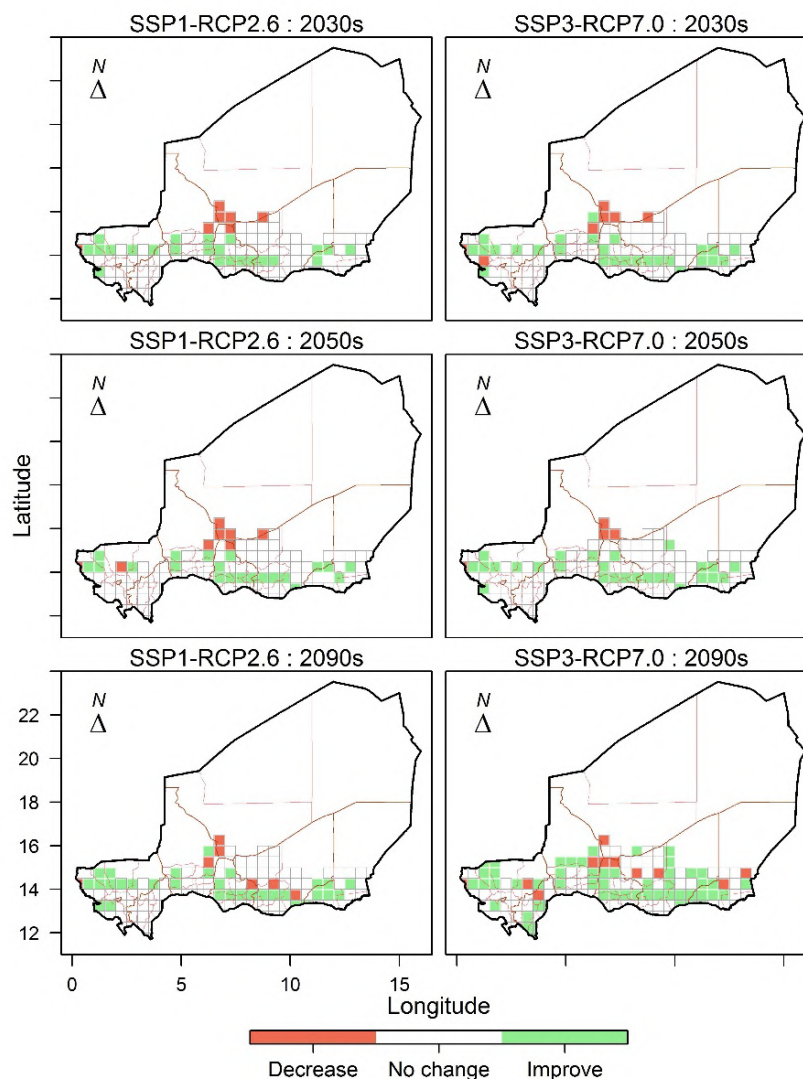 SSP1-RCP2.6 : 2030s
SSP3-RCP7.0 : 2030s
N
Δ
N
Δ
SSP1-RCP2.6 : 2050s
SSP3-RCP7.0 : 2050s
N
Δ
N
Δ
Latitude
SSP1-RCP2.6 : 2090s
SSP3-RCP7.0 : 2090s
N
Δ
N
Δ
22
20
18
16
14
12
0 5 10 15
Longitude
Decrease No change Improve